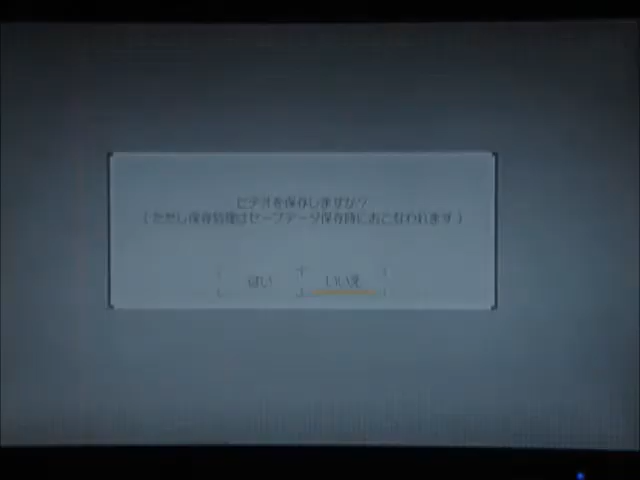 ビデオを保存しますか?
(ただし保存処理はセーブデータ保存時におこなわれます)
はい
いいえ